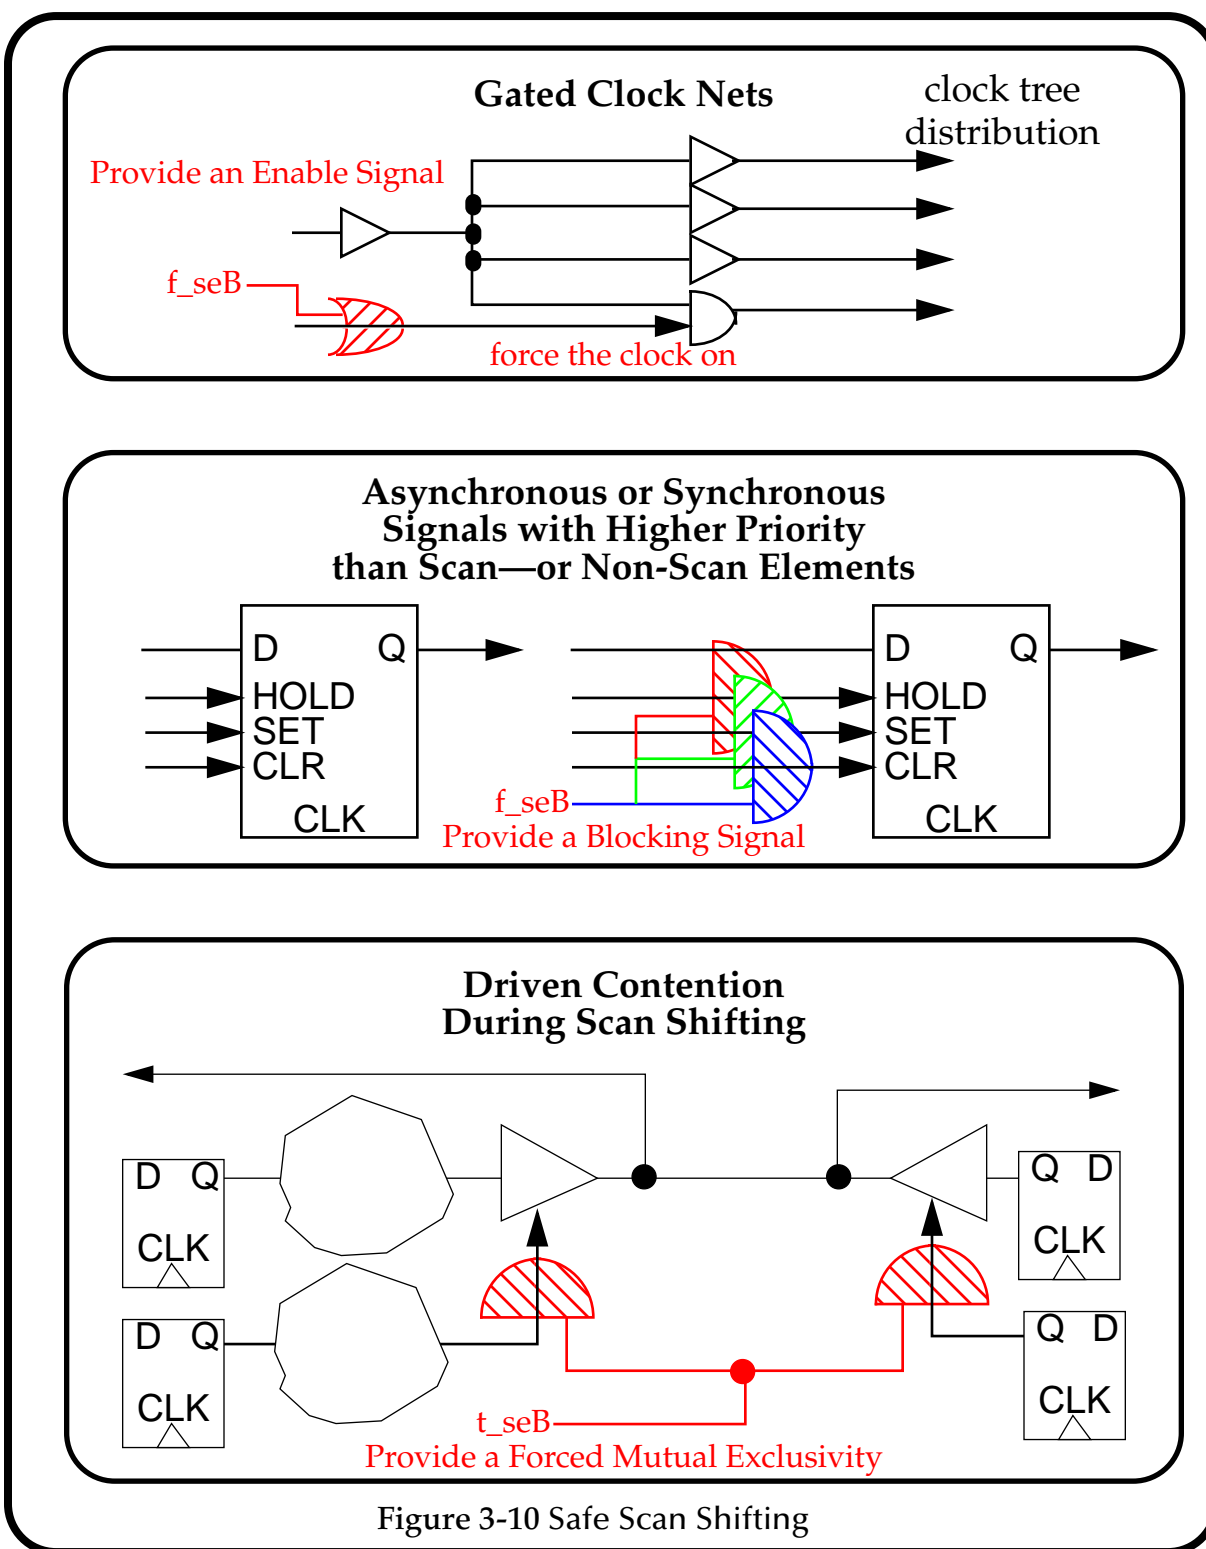 Gated Clock Nets
clock tree
distribution
Provide an Enable Signal
f_seB
force the clock on
Asynchronous or Synchronous
Signals with Higher Priority
than Scan—or Non-Scan Elements
D Q
HOLD
SET
CLR
CLK
D Q
HOLD
SET
CLR
CLK
f_seB
Provide a Blocking Signal
Driven Contention
During Scan Shifting
D Q
CLK
Q D
CLK
D Q
CLK
Q D
CLK
t_seB
Provide a Forced Mutual Exclusivity
Figure 3-10 Safe Scan Shifting